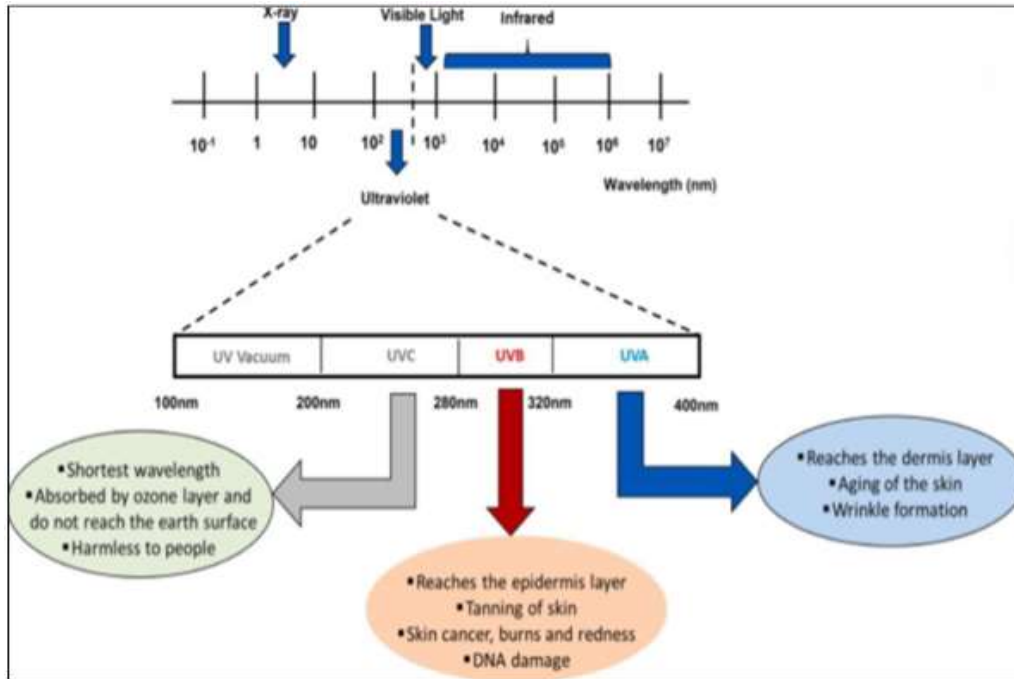 X-ray
Visible Light
Infrared
10-1
1
10
10²
10³
10⁴
10⁵
10⁶
10⁷
Wavelength (nm)
Ultraviolet
UV Vacuum
UVC
UVB
UVA
100nm
200nm
280nm
320nm
400nm
▪Shortest wavelength
▪Absorbed by ozone layer and
do not reach the earth surface
▪Harmless to people
▪Reaches the dermis layer
▪Aging of the skin
▪Wrinkle formation
▪Reaches the epidermis layer
▪Tanning of skin
▪Skin cancer, burns and redness
▪DNA damage